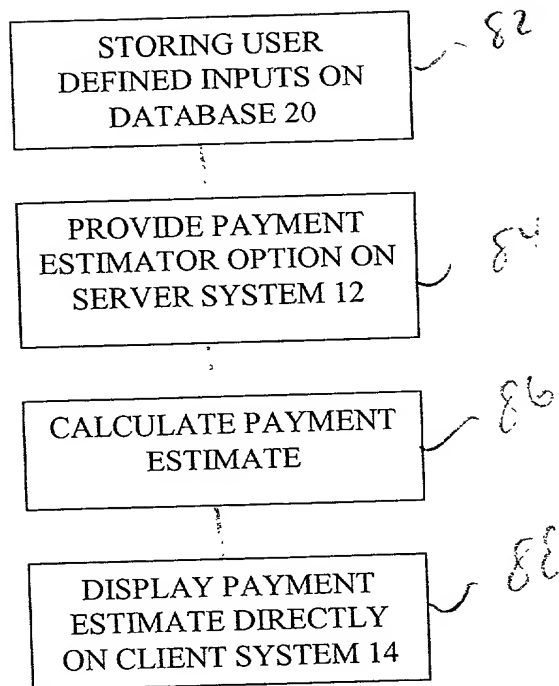 STORING USER
DEFINED INPUTS ON
DATABASE 20
82
PROVIDE PAYMENT
ESTIMATOR OPTION ON
SERVER SYSTEM 12
84
CALCULATE PAYMENT
ESTIMATE
86
DISPLAY PAYMENT
ESTIMATE DIRECTLY
ON CLIENT SYSTEM 14
88